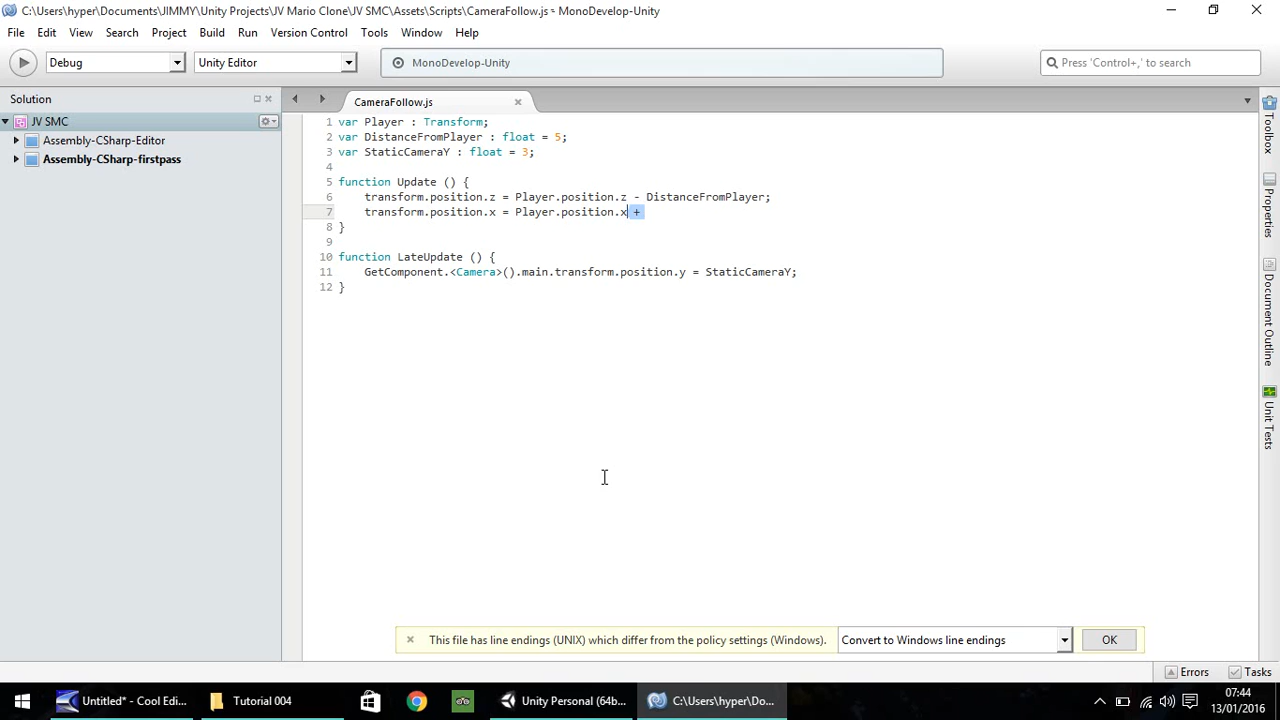 C:\Users\hyper\Documents\JIMMY\Unity Projects\JV Mario Clone\JV SMC\Assets\Scripts\CameraFollow.js - MonoDevelop-Unity
File Edit View Search Project Build Run Version Control Tools Window Help
Debug Unity Editor MonoDevelop-Unity Press 'Control+,' to search
Solution
CameraFollow.js
JV SMC
Assembly-CSharp-Editor
Assembly-CSharp-firstpass
1 var Player : Transform;
2 var DistanceFromPlayer : float = 5;
3 var StaticCameraY : float = 3;
4
5 function Update () {
6 transform.position.z = Player.position.z - DistanceFromPlayer;
7 transform.position.x = Player.position.x +
8 }
9
10 function LateUpdate () {
11 GetComponent.<Camera>().main.transform.position.y = StaticCameraY;
12 }
Toolbox
Properties
Document Outline
Unit Tests
This file has line endings (UNIX) which differ from the policy settings (Windows). Convert to Windows line endings OK
Errors Tasks
Untitled* - Cool Edi... Tutorial 004 Unity Personal (64b... C:\Users\hyper\Do... 07:44
13/01/2016